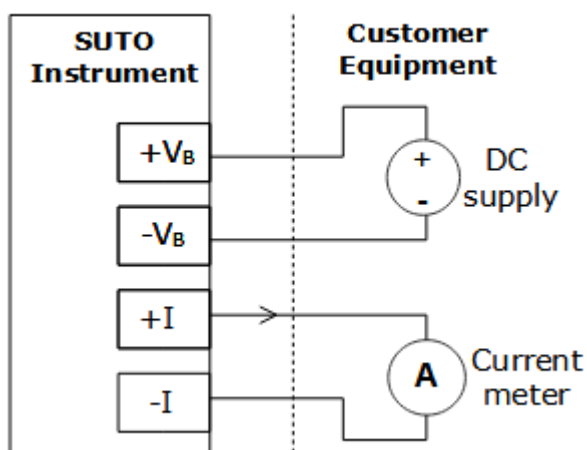 SUTO
Instrument
Customer
Equipment
+VB
-VB
+I
-I
+
-
DC
supply
A
Current
meter